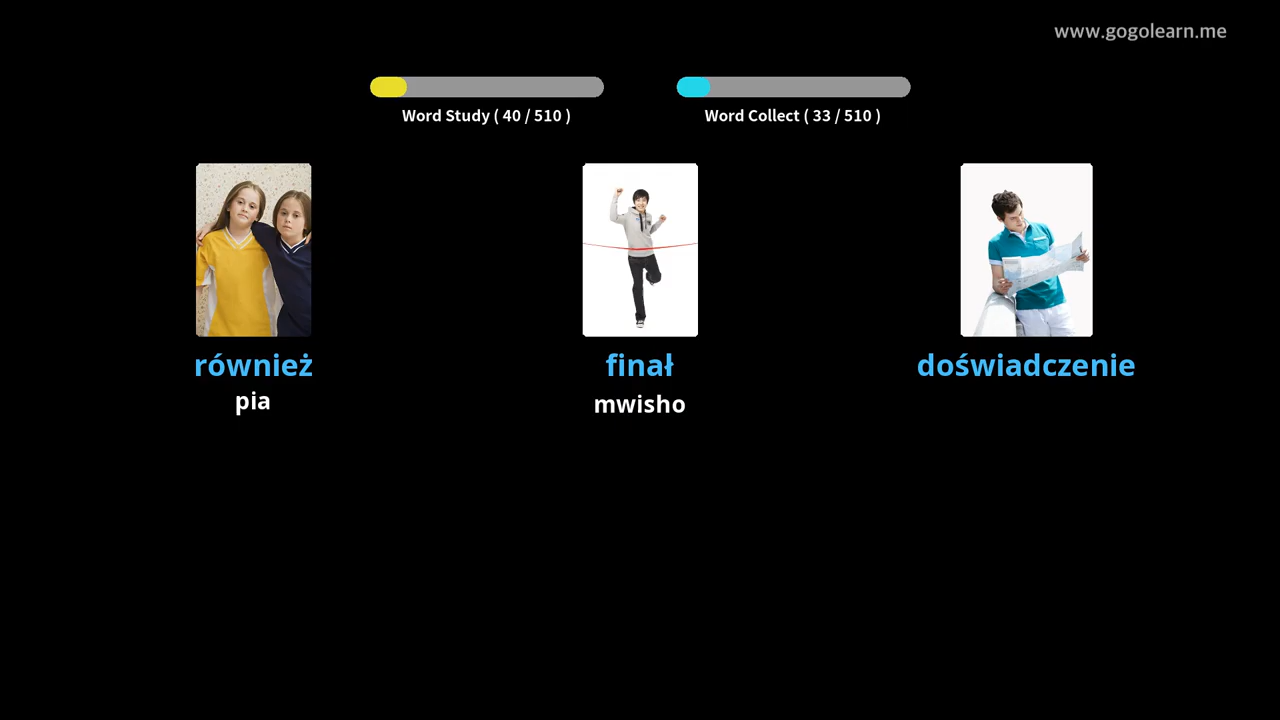 www.gogolearn.me
Word Study ( 40 / 510 )
Word Collect ( 33 / 510 )
również
pia
finał
mwisho
doświadczenie